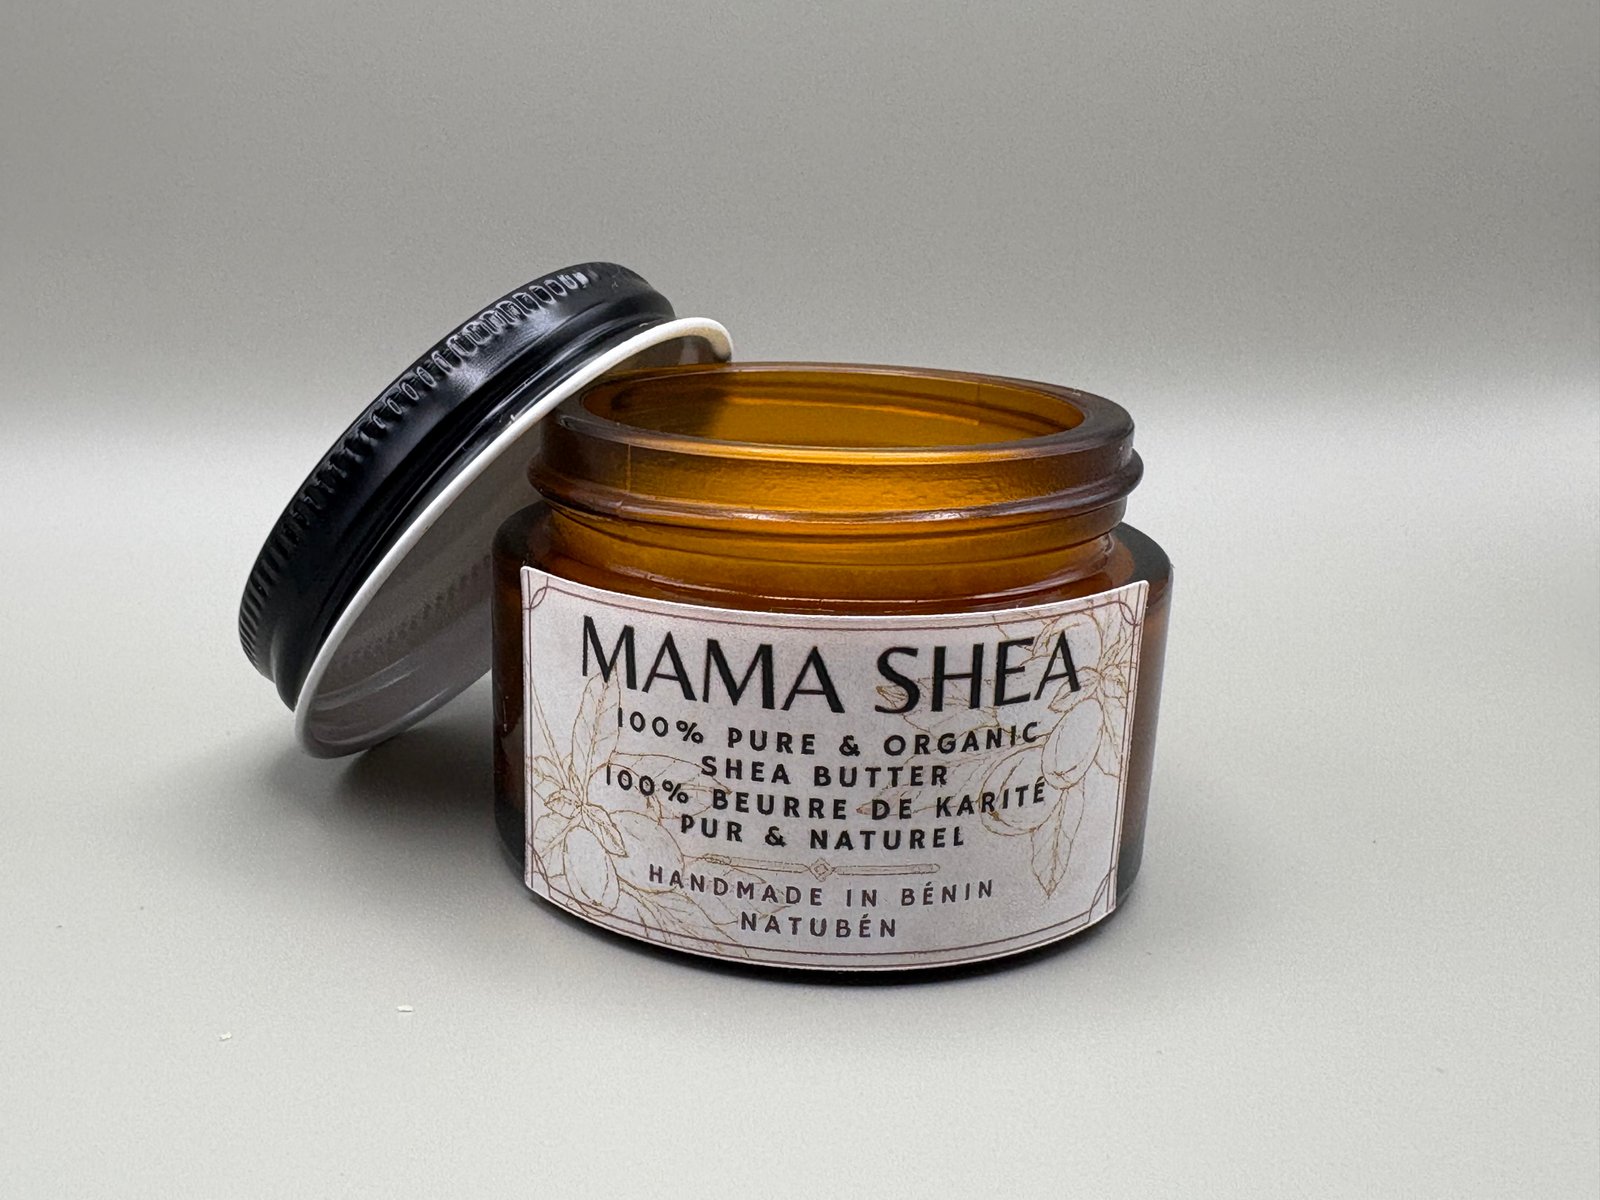 MAMA SHEA
100% PURE & ORGANIC
SHEA BUTTER
100% BEURRE DE KARITÉ
PUR & NATUREL
HANDMADE IN BÉNIN
NATUBÉN